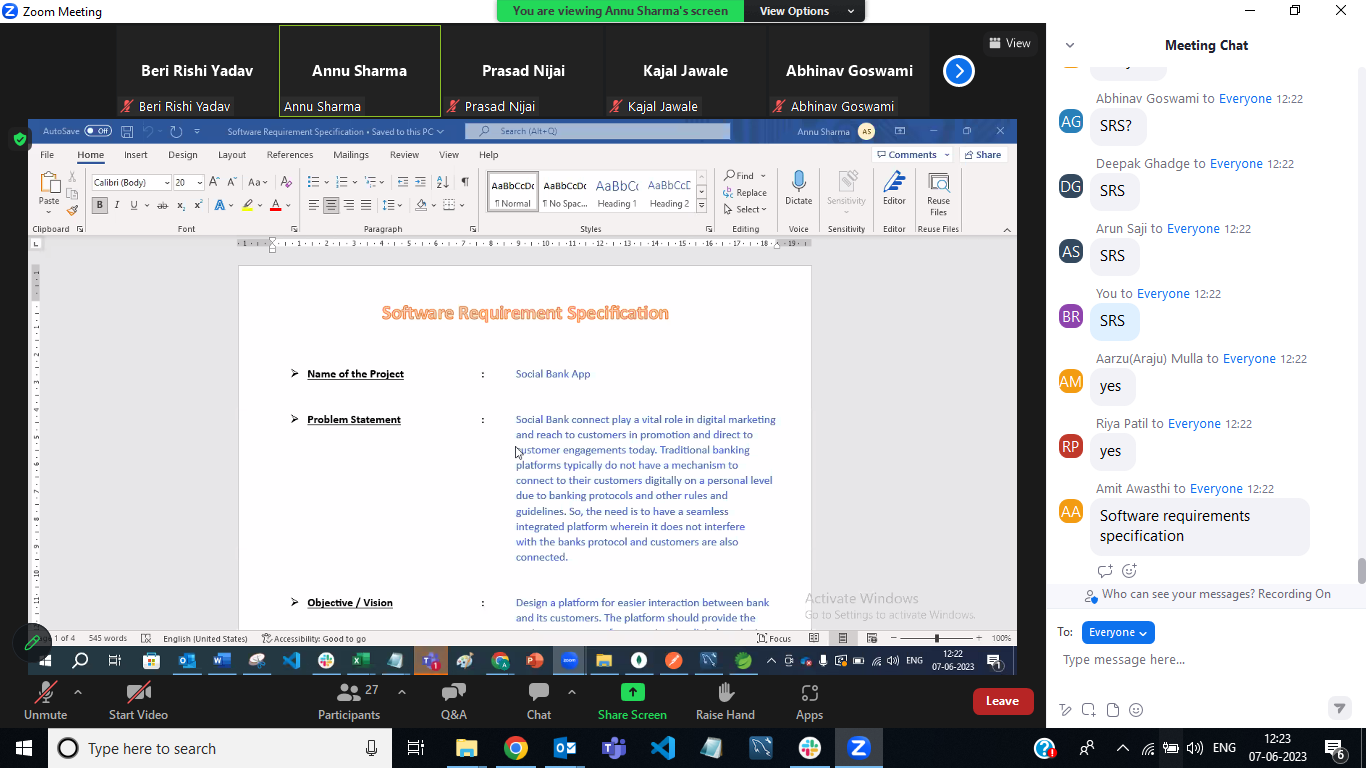 Zoom Meeting
You are viewing Annu Sharma's screen View Options
View
Beri Rishi Yadav Annu Sharma Prasad Nijai Kajal Jawale Abhinav Goswami
Beri Rishi Yadav Annu Sharma Prasad Nijai Kajal Jawale Abhinav Goswami
AutoSave Off Software Requirement Specification • Saved to this PC Search (Alt+Q) Annu Sharma AS
File Home Insert Design Layout References Mailings Review View Help Comments Share
Paste
Calibri (Body) 20
AaBbCcDc AaBbCcDc AaBbCc AaBbCcE
¶ Normal ¶ No Spac... Heading 1 Heading 2
Find
Replace
Select
Dictate
Sensitivity
Editor
Reuse
Files
Clipboard Font Paragraph Styles Editing Voice Sensitivity Editor Reuse Files
Software Requirement Specification
Name of the Project : Social Bank App
Problem Statement : Social Bank connect play a vital role in digital marketing
and reach to customers in promotion and direct to
customer engagements today. Traditional banking
platforms typically do not have a mechanism to
connect to their customers digitally on a personal level
due to banking protocols and other rules and
guidelines. So, the need is to have a seamless
integrated platform wherein it does not interfere
with the banks protocol and customers are also
connected.
Objective / Vision : Design a platform for easier interaction between bank
and its customers. The platform should provide the
Activate Windows
Go to Settings to activate Windows.
1 of 4 545 words English (United States) Accessibility: Good to go Focus 100%
ENG 12:22
07-06-2023
Unmute Start Video Participants 27 Q&A Chat Share Screen Raise Hand Apps Leave
Meeting Chat
Abhinav Goswami to Everyone 12:22
AG SRS?
Deepak Ghadge to Everyone 12:22
DG SRS
Arun Saji to Everyone 12:22
AS SRS
You to Everyone 12:22
BR SRS
Aarzu(Araju) Mulla to Everyone 12:22
AM yes
Riya Patil to Everyone 12:22
RP yes
Amit Awasthi to Everyone 12:22
AA Software requirements
specification
Who can see your messages? Recording On
To: Everyone
Type message here...
Type here to search
ENG 12:23
07-06-2023
6